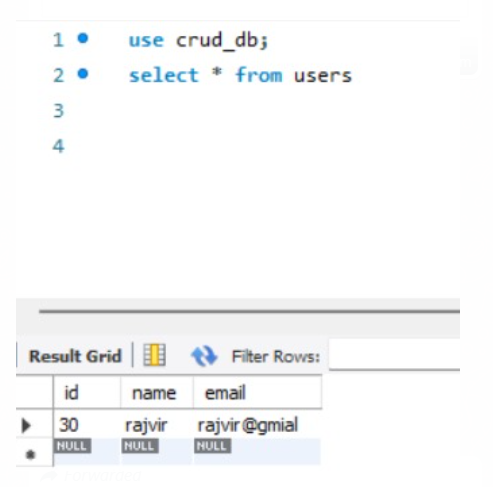 1 use crud_db;
2 select * from users
3
4
Result Grid Filter Rows:
id name email
30 rajvir rajvir@gmial
NULL NULL NULL